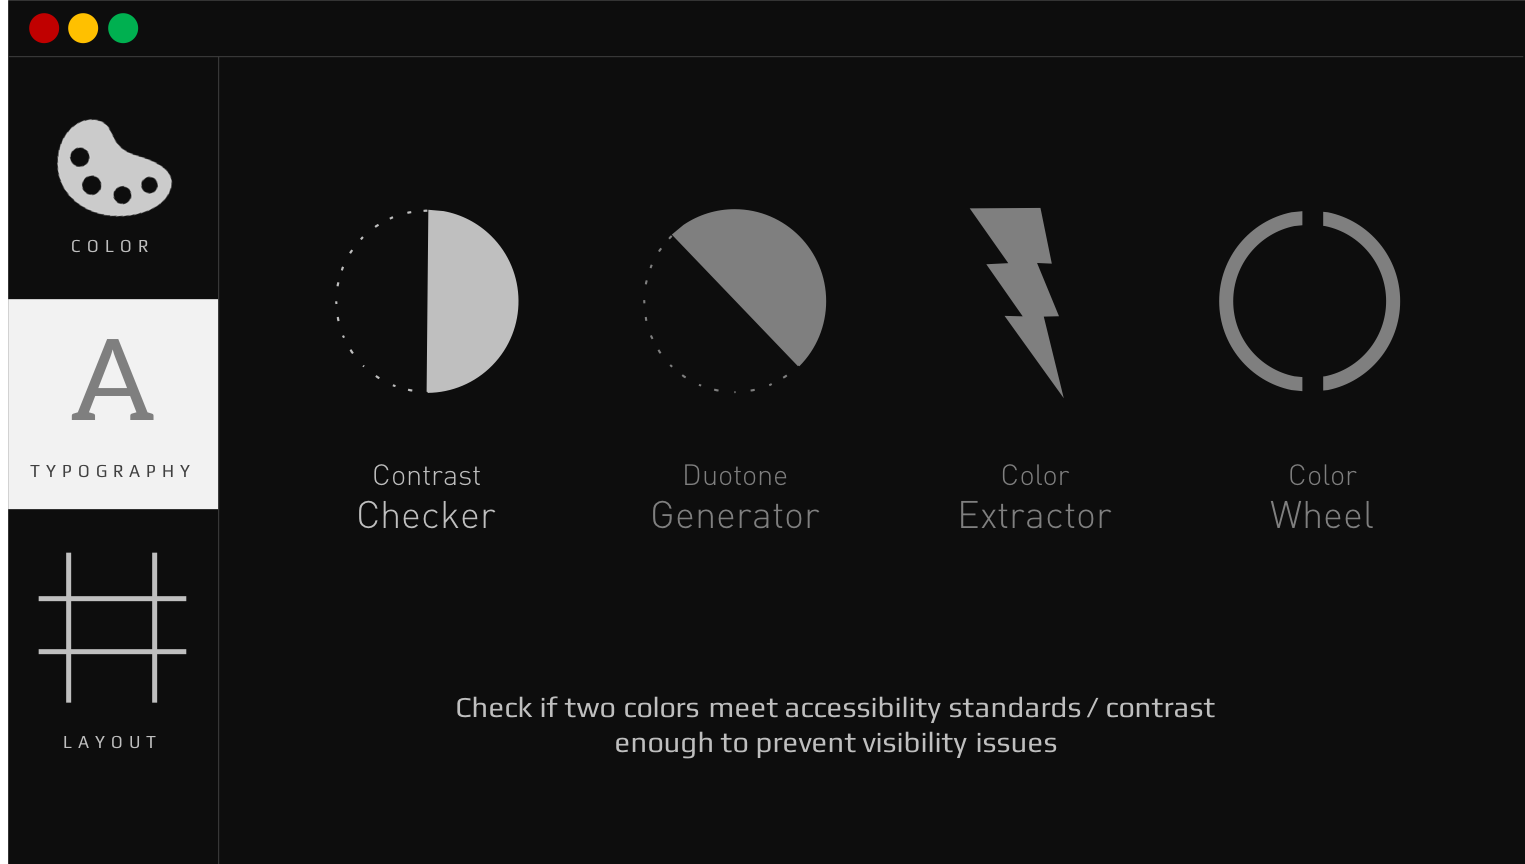 COLOR
A
TYPOGRAPHY
LAYOUT
Contrast
Checker
Duotone
Generator
Color
Extractor
Color
Wheel
Check if two colors meet accessibility standards / contrast
enough to prevent visibility issues